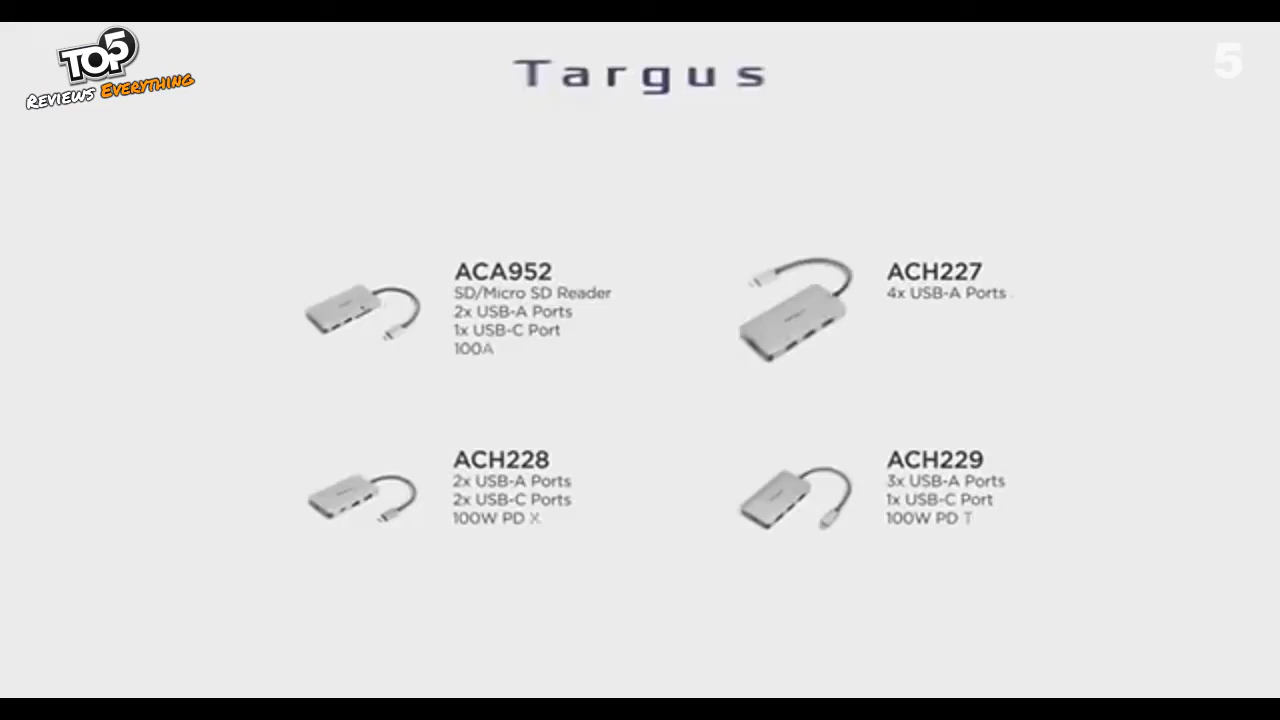 TOP5
REVIEWS EVERYTHING
5
Targus
ACA952
SD/Micro SD Reader
2x USB-A Ports
1x USB-C Port
100A
ACH227
4x USB-A Ports
ACH228
2x USB-A Ports
2x USB-C Ports
100W PD X
ACH229
3x USB-A Ports
1x USB-C Port
100W PD T